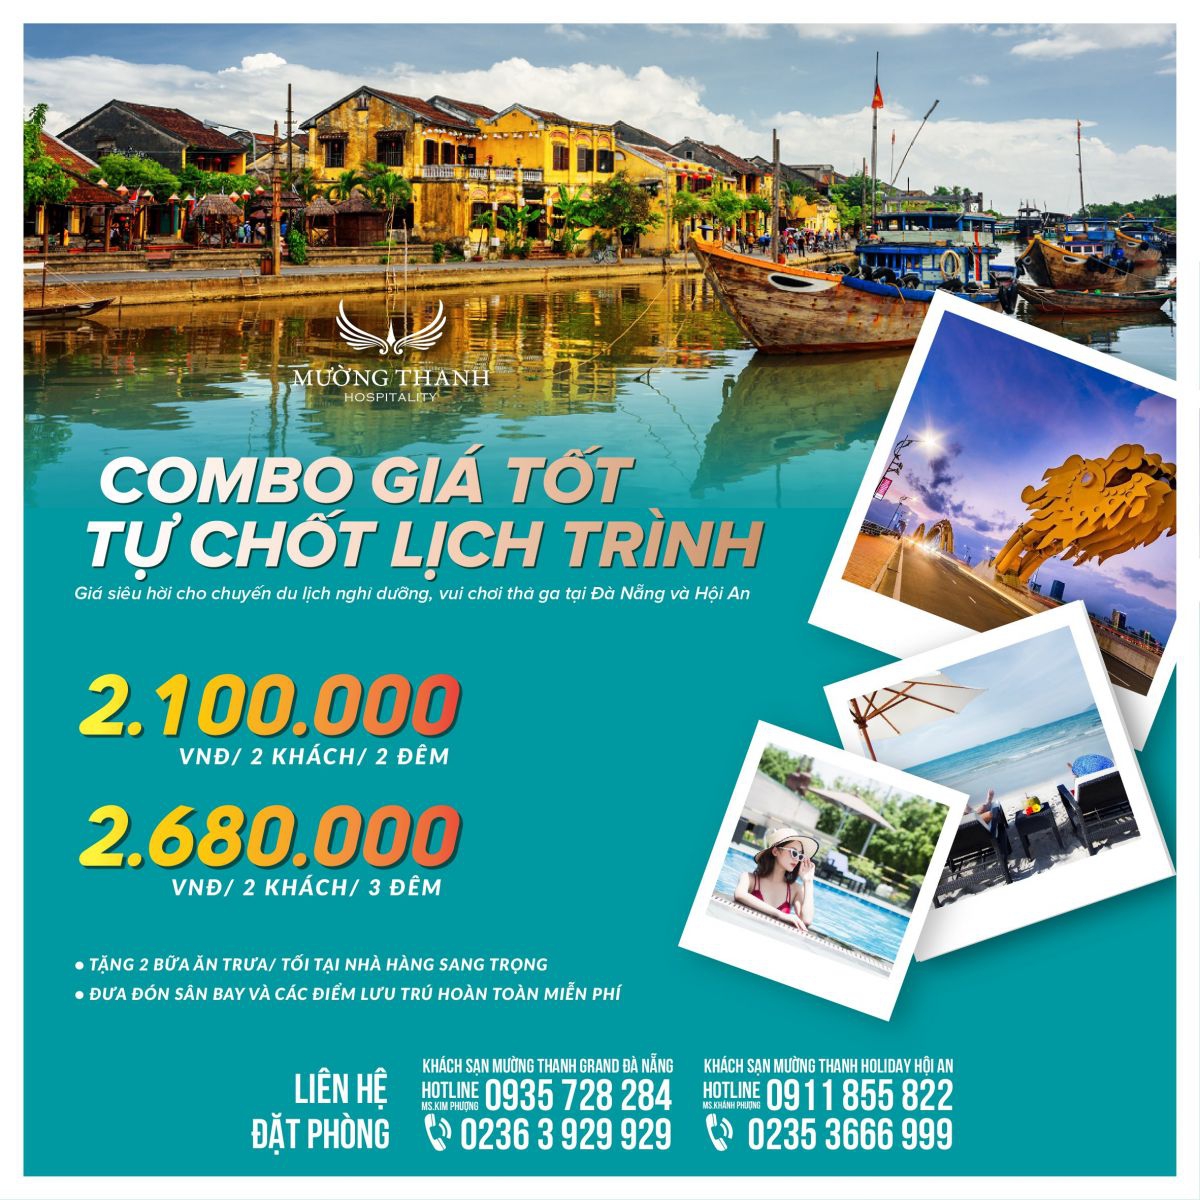 MƯỜNG THANH
HOSPITALITY
COMBO GIÁ TỐT
TỰ CHỐT LỊCH TRÌNH
Giá siêu hời cho chuyến du lịch nghỉ dưỡng, vui chơi thả ga tại Đà Nẵng và Hội An
2.100.000
VNĐ/ 2 KHÁCH/ 2 ĐÊM
2.680.000
VNĐ/ 2 KHÁCH/ 3 ĐÊM
● TẶNG 2 BỮA ĂN TRƯA/ TỐI TẠI NHÀ HÀNG SANG TRỌNG
● ĐƯA ĐÓN SÂN BAY VÀ CÁC ĐIỂM LƯU TRÚ HOÀN TOÀN MIỄN PHÍ
LIÊN HỆ
ĐẶT PHÒNG
KHÁCH SẠN MƯỜNG THANH GRAND ĐÀ NẴNG
HOTLINE 0935 728 284
MS.KIM PHƯỢNG
0236 3 929 929
KHÁCH SẠN MƯỜNG THANH HOLIDAY HỘI AN
HOTLINE 0911 855 822
MS.KHÁNH PHƯỢNG
0235 3666 999